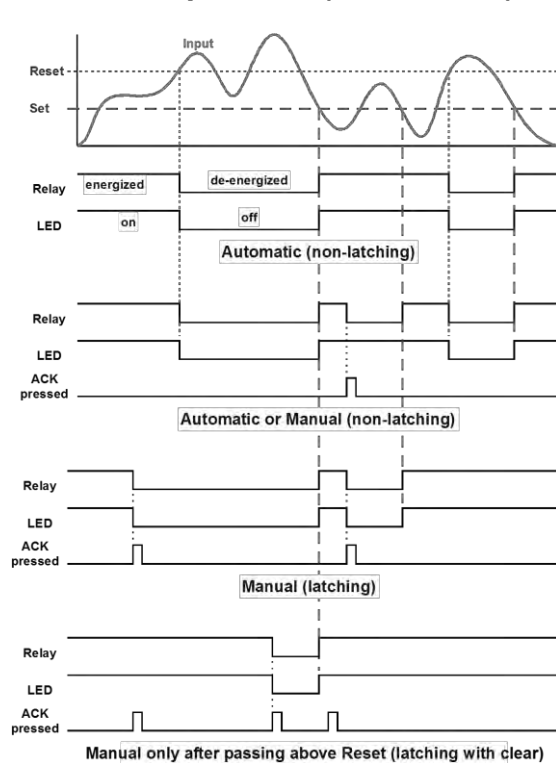 Input
Reset
Set
Relay
energized
de-energized
LED
on
off
Automatic (non-latching)
Relay
LED
ACK
pressed
Automatic or Manual (non-latching)
Relay
LED
ACK
pressed
Manual (latching)
Relay
LED
ACK
pressed
Manual only after passing above Reset (latching with clear)